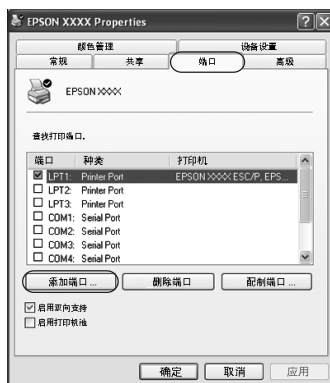 EPSON XXXX Properties
颜色管理 设备设置
常规 共享 端口 高级
EPSON XXXX
查找打印端口.
端口 种类 打印机
LPT1: Printer Port EPSON XXXX ESC/P, EPS...
LPT2: Printer Port
LPT3: Printer Port
COM1: Serial Port
COM2: Serial Port
COM3: Serial Port
COM4: Serial Port
添加端口... 删除端口 配制端口...
启用双向支持
启用打印机池
确定 取消 应用